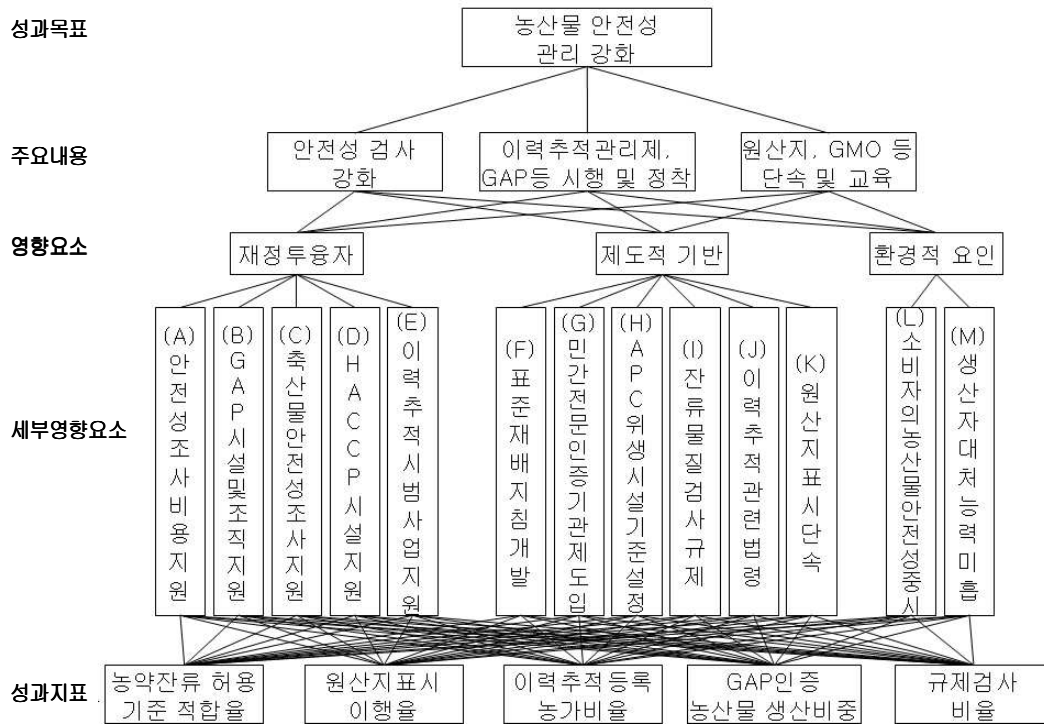 성과목표
농산물 안전성
관리 강화
주요내용
안전성 검사
강화
이력추적관리제,
GAP등 시행 및 정착
원산지, GMO 등
단속 및 교육
영향요소
재정투융자
제도적 기반
환경적 요인
세부영향요소
(A)안전성조사비용지원
(B)GAP시설및조직지원
(C)축산물안전성조사지원
(D)HACCP시설지원
(E)이력추적시범사업지원
(F)표준재배지침개발
(G)민간전문인증기관제도입
(H)APC위생시설기준설정
(I)잔류물질검사규제
(J)이력추적관련법령
(K)원산지표시단속
(L)소비자의농산물안전성중시
(M)생산자대처능력미흡
성과지표
농약잔류 허용
기준 적합율
원산지표시
이행율
이력추적등록
농가비율
GAP인증
농산물 생산비중
규제검사
비율